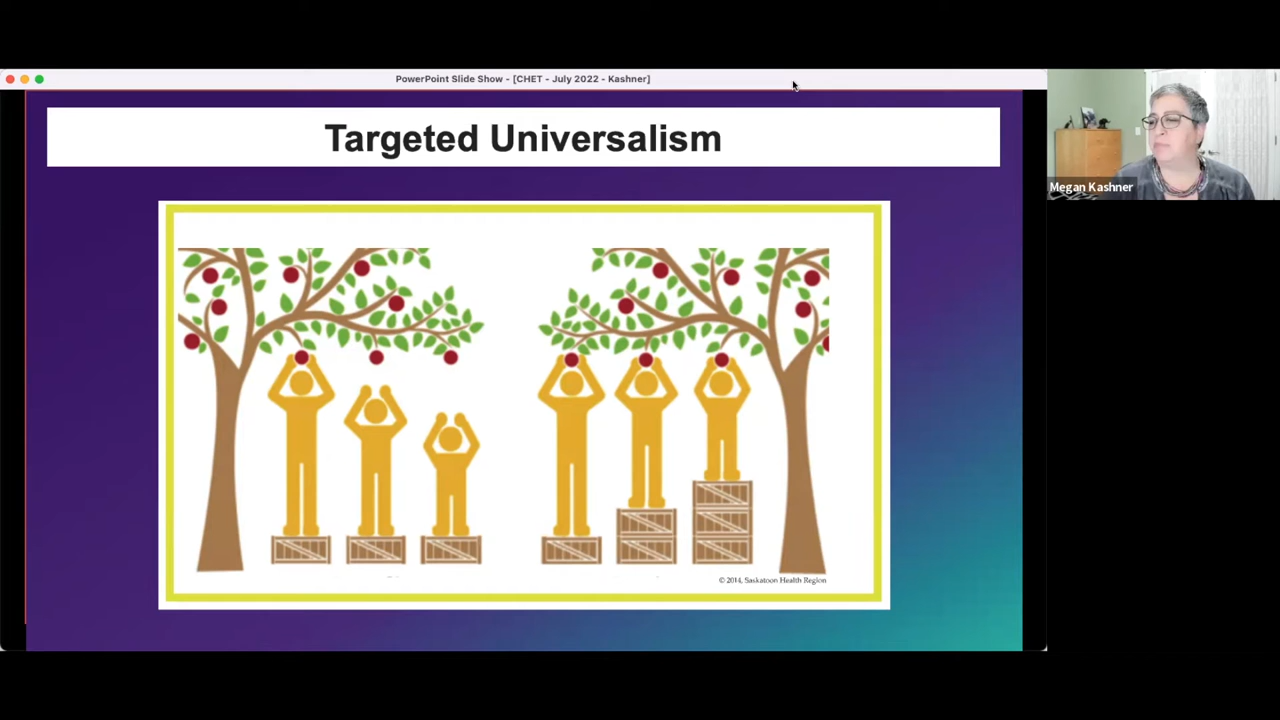 PowerPoint Slide Show - [CHET - July 2022 - Kashner]
Targeted Universalism
Megan Kashner
© 2014, Saskatoon Health Region